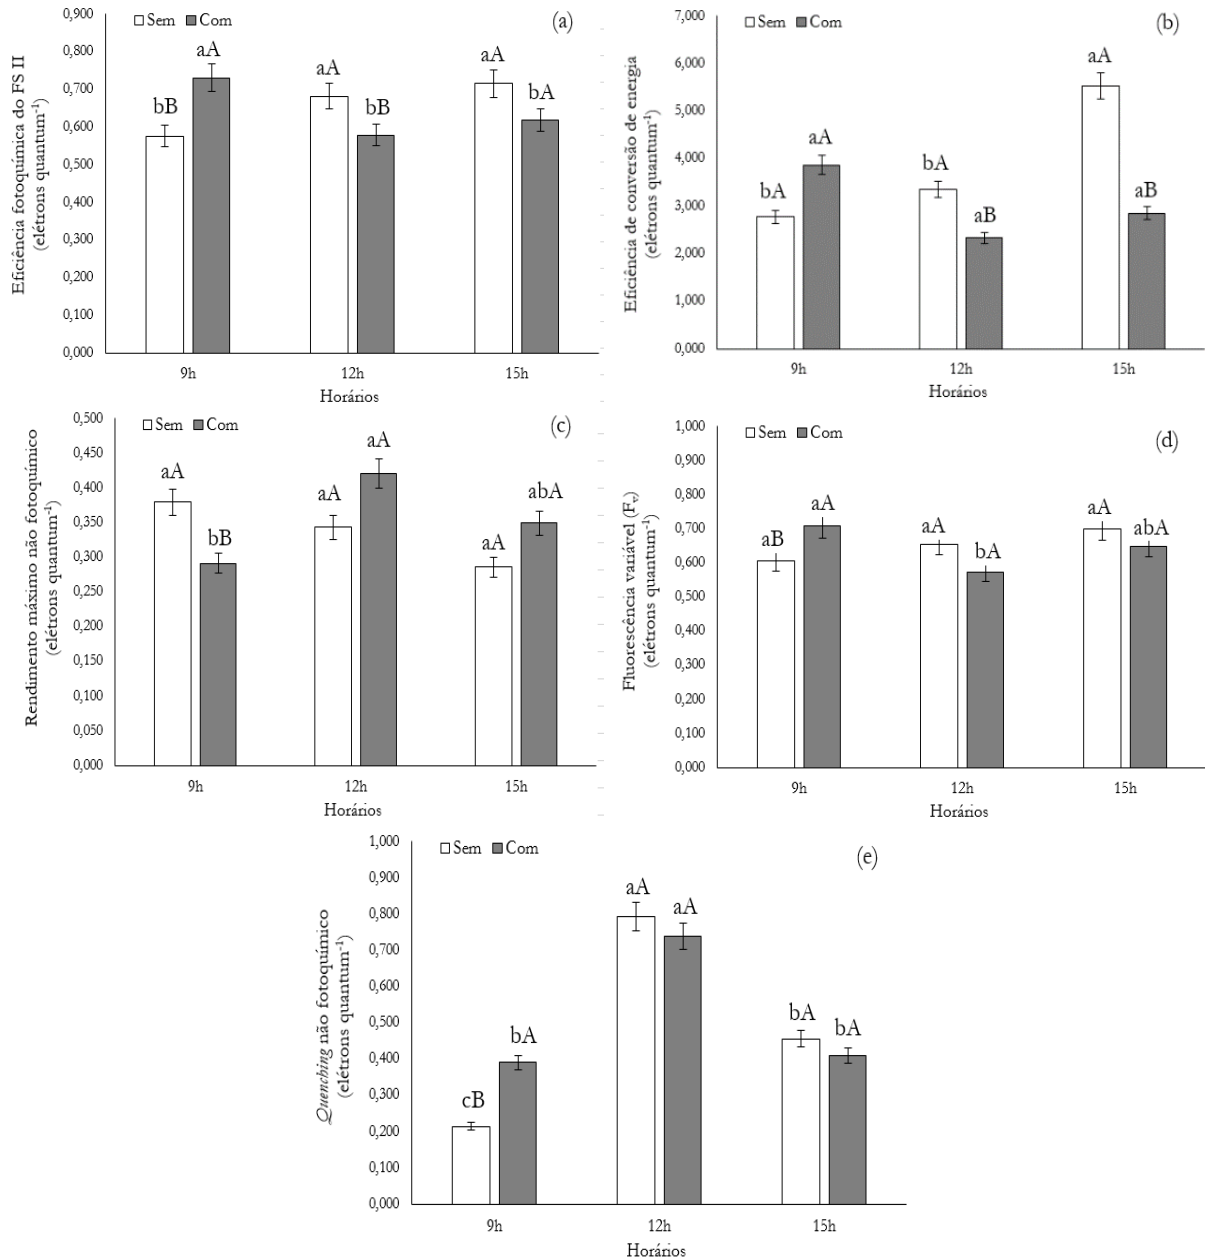 Eficiência fotoquímica do FS II
(elétrons quantum⁻¹)
0,900
0,800
0,700
0,600
0,500
0,400
0,300
0,200
0,100
0,000
Sem Com
(a)
bB aA aA bB aA bA
9h 12h 15h
Horários
Eficiência de conversão de energia
(elétrons quantum⁻¹)
7,000
6,000
5,000
4,000
3,000
2,000
1,000
0,000
Sem Com
(b)
bA aA bA aB aA aB
9h 12h 15h
Horários
Rendimento máximo não fotoquímico
(elétrons quantum⁻¹)
0,500
0,450
0,400
0,350
0,300
0,250
0,200
0,150
0,100
0,050
0,000
Sem Com
(c)
aA bB aA aA aA abA
9h 12h 15h
Horários
Fluorescência variável (Fᵥ)
(elétrons quantum⁻¹)
1,000
0,900
0,800
0,700
0,600
0,500
0,400
0,300
0,200
0,100
0,000
Sem Com
(d)
aB aA aA bA aA abA
9h 12h 15h
Horários
Quenching não fotoquímico
(elétrons quantum⁻¹)
1,000
0,900
0,800
0,700
0,600
0,500
0,400
0,300
0,200
0,100
0,000
Sem Com
(e)
cB bA aA aA bA bA
9h 12h 15h
Horários